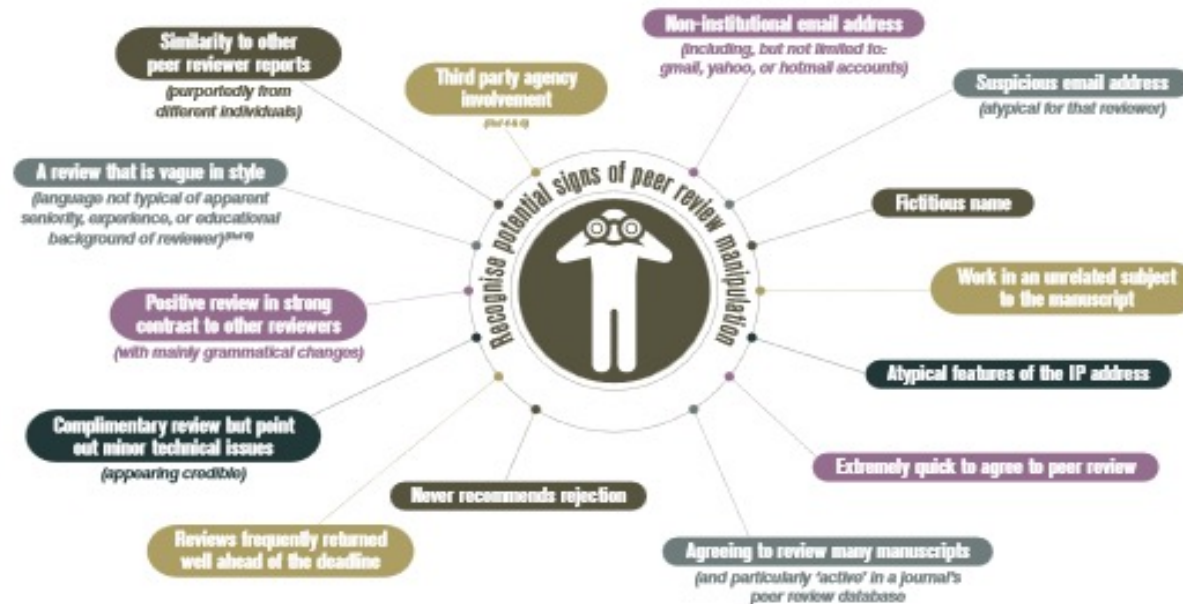 Recognise potential signs of peer review manipulation
Similarity to other
peer reviewer reports
(purportedly from
different individuals)
Third party agency
involvement
(Ref 4 & 6)
Non-institutional email address
(including, but not limited to:
gmail, yahoo, or hotmail accounts)
Suspicious email address
(atypical for that reviewer)
A review that is vague in style
(language not typical of apparent
seniority, experience, or educational
background of reviewer)
Fictitious name
Work in an unrelated subject
to the manuscript
Positive review in strong
contrast to other reviewers
(with mainly grammatical changes)
Atypical features of the IP address
Complimentary review but point
out minor technical issues
(appearing credible)
Extremely quick to agree to peer review
Never recommends rejection
Reviews frequently returned
well ahead of the deadline
Agreeing to review many manuscripts
(and particularly 'active' in a journal's
peer review database